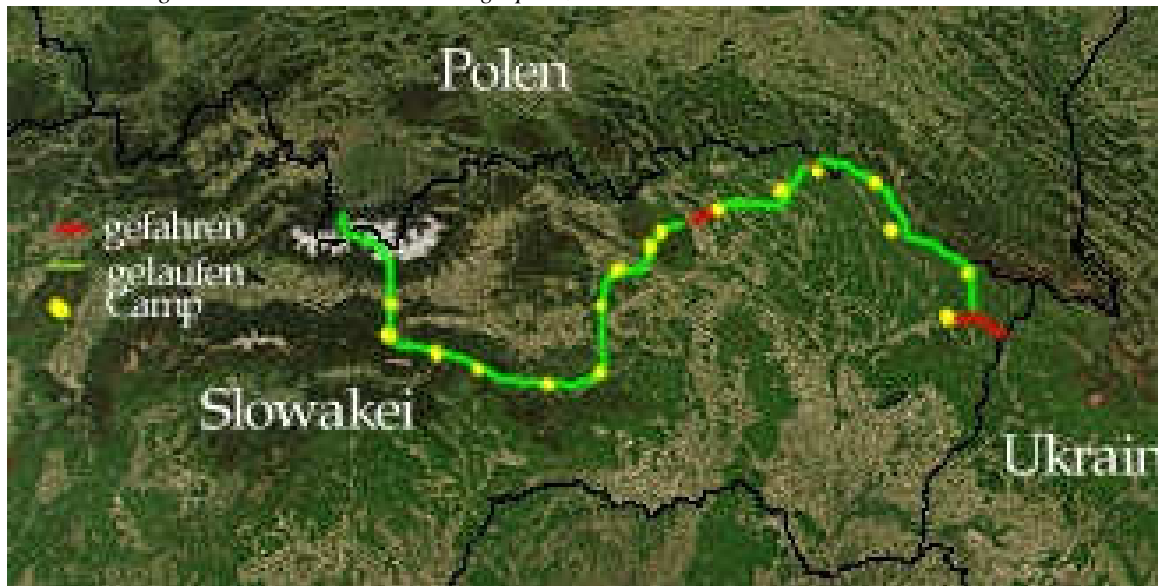 Polen
gefahren
gelaufen
Camp
Slowakei
Ukrain